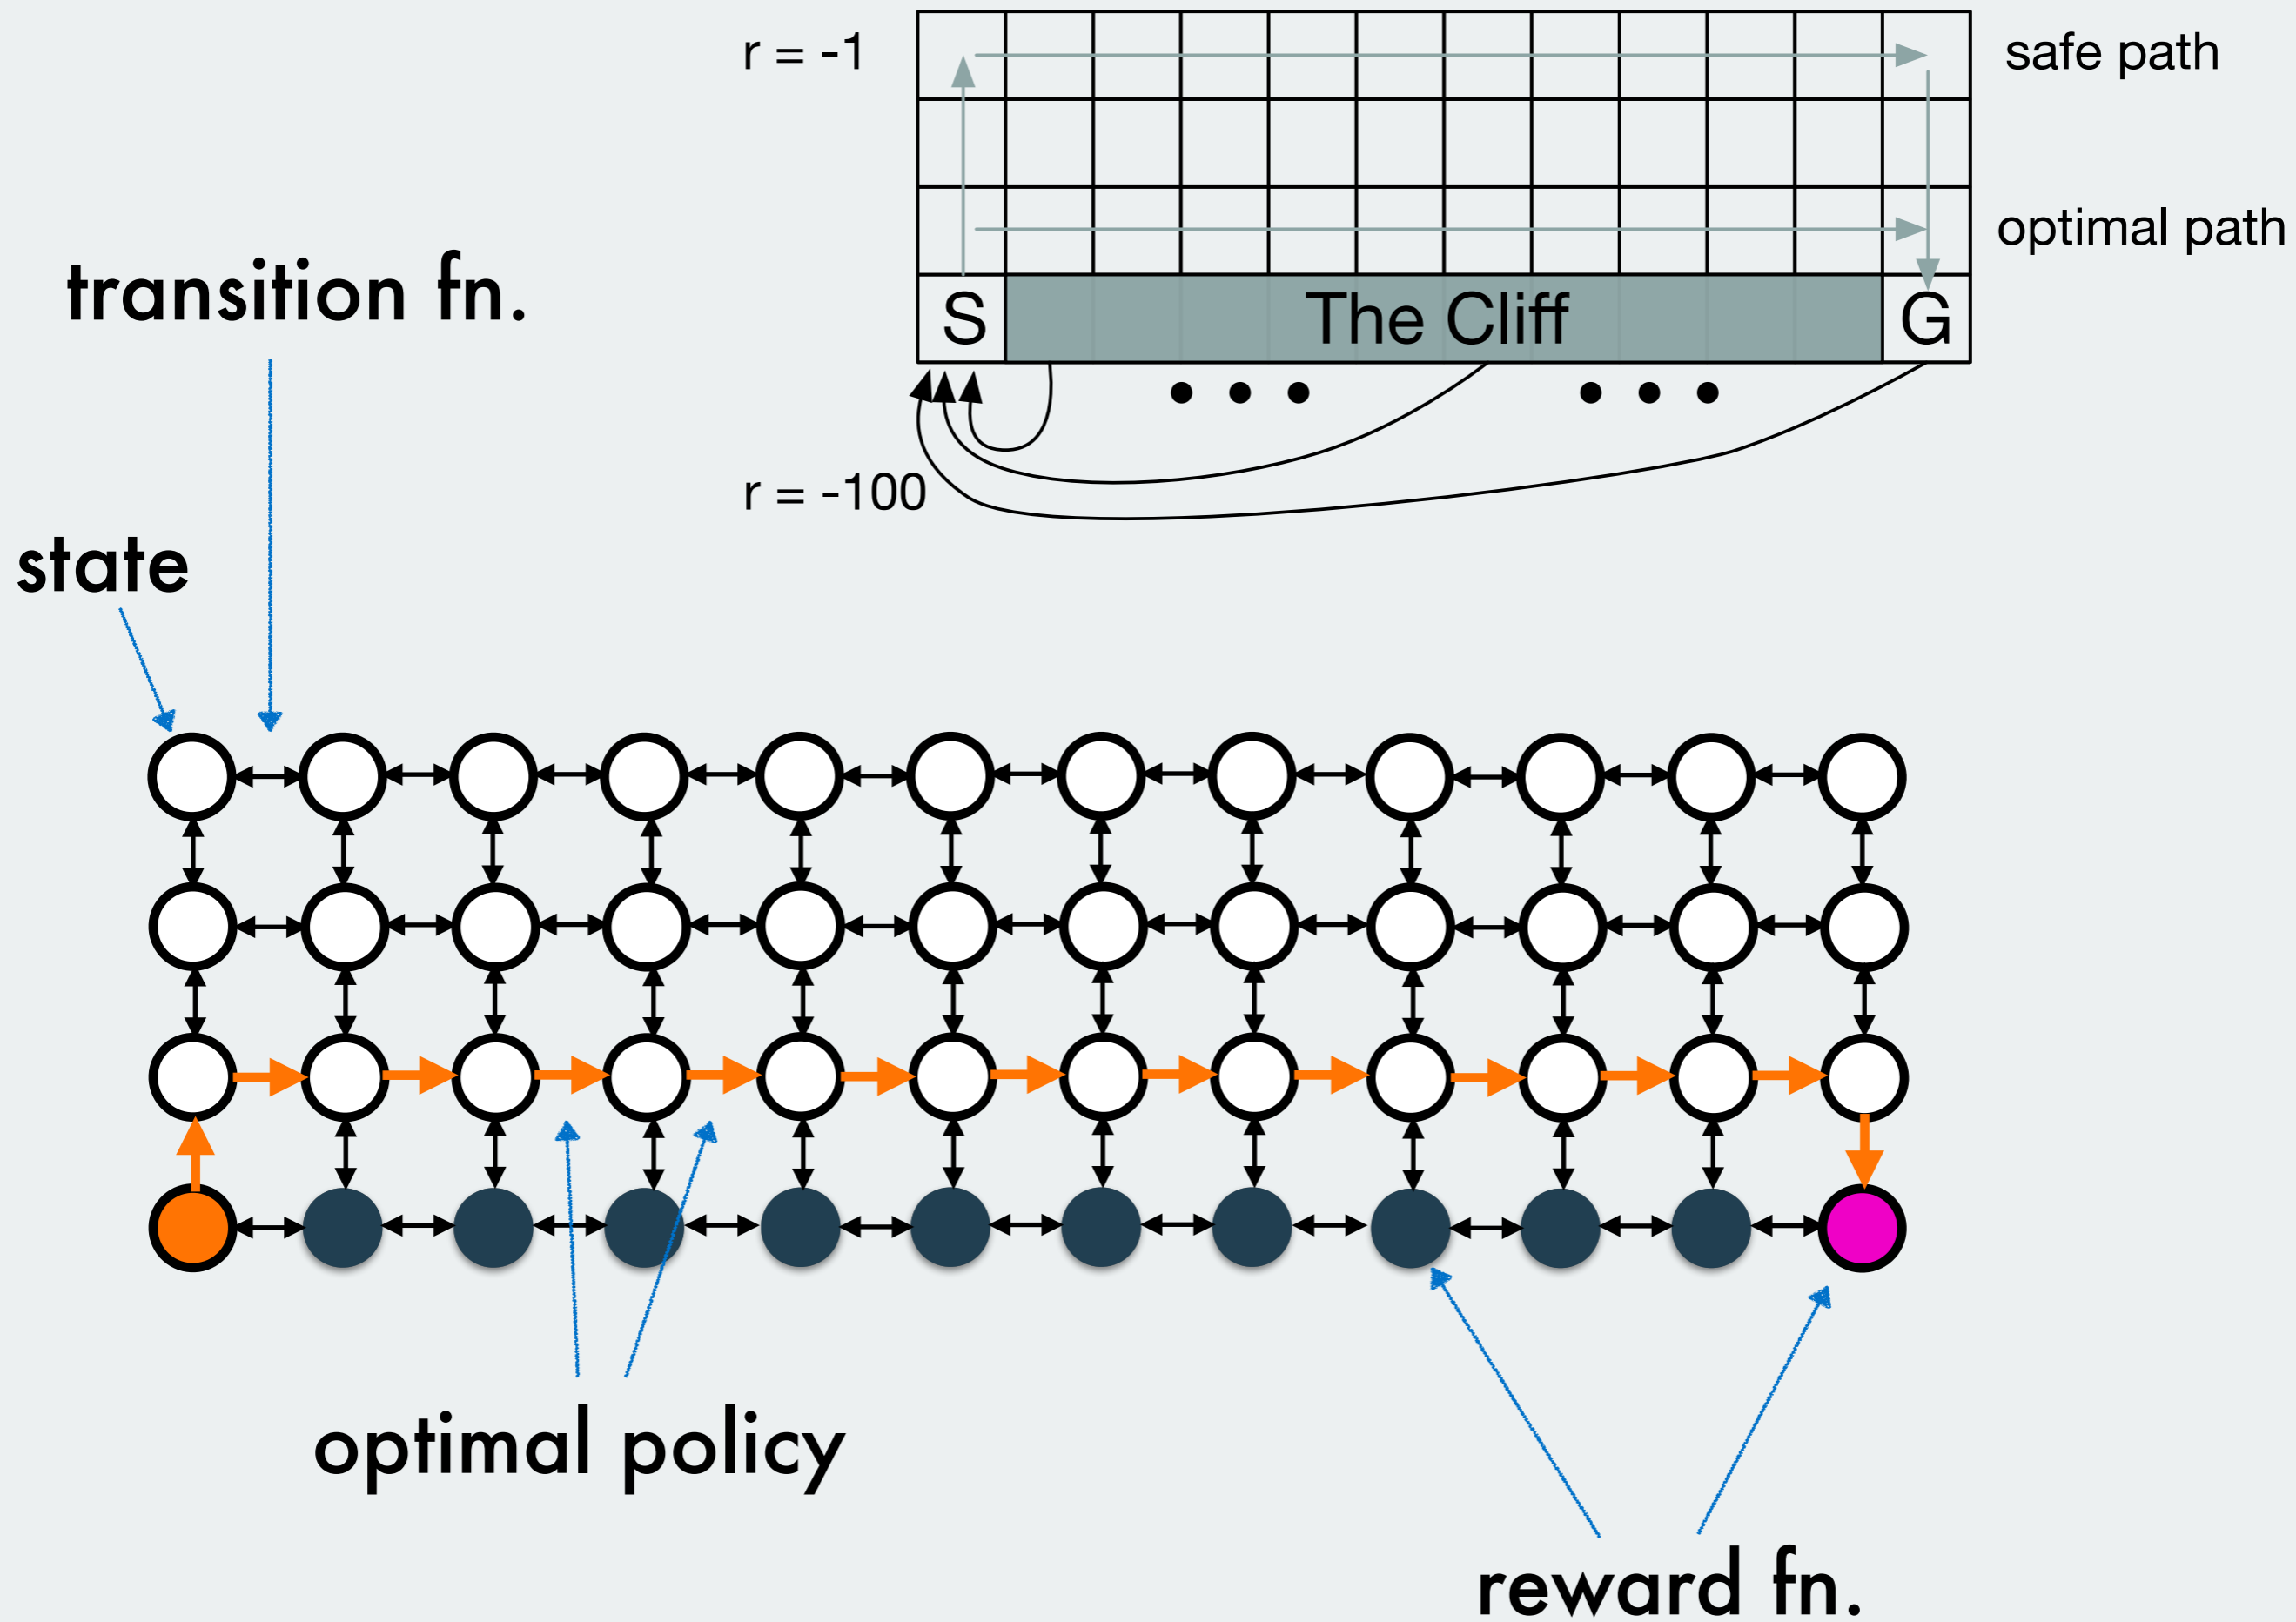 r = -1
safe path
optimal path
transition fn.
S
The Cliff
G
r = -100
state
optimal policy
reward fn.